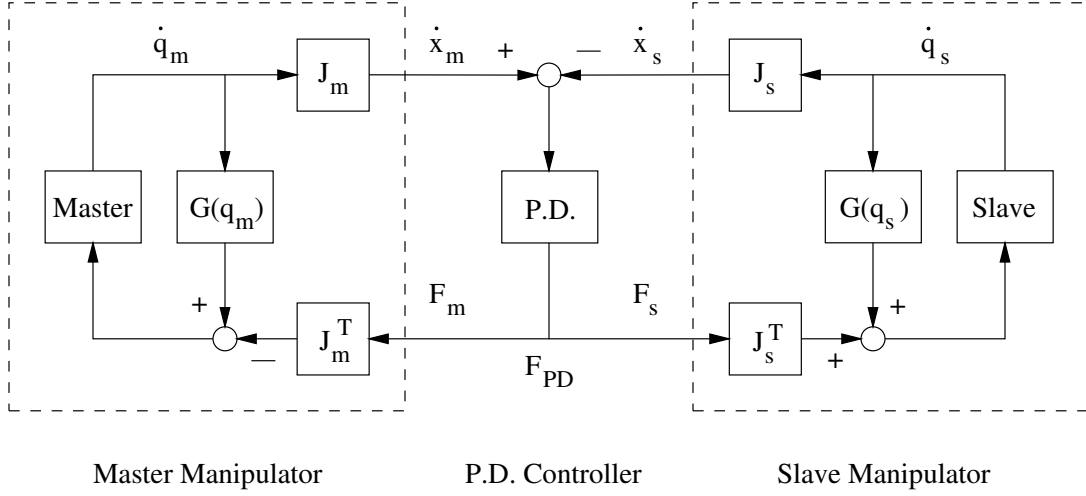 q̇m ẋm + — ẋs q̇s
Jm Js
Master G(qm) P.D. G(qs) Slave
+ Fm Fs +
— JmT JsT +
FPD
Master Manipulator P.D. Controller Slave Manipulator